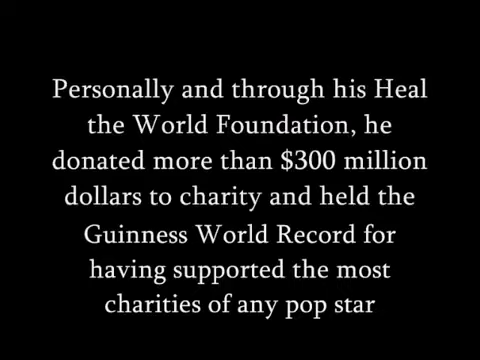 Personally and through his Heal
the World Foundation, he
donated more than $300 million
dollars to charity and held the
Guinness World Record for
having supported the most
charities of any pop star